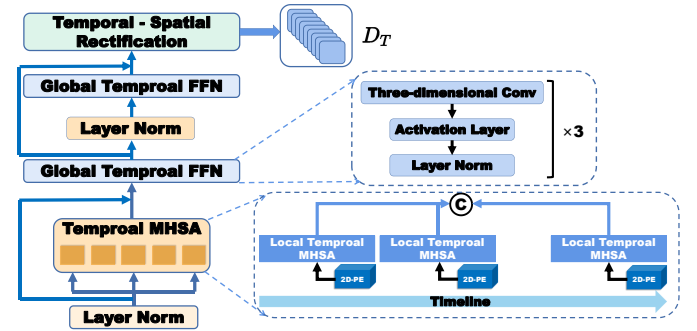 Temporal - Spatial
Rectification
D_T
Global Temproal FFN
Layer Norm
Global Temproal FFN
Temproal MHSA
Layer Norm
Three-dimensional Conv
Activation Layer
Layer Norm
×3
C
Local Temproal
MHSA
2D-PE
Local Temproal
MHSA
2D-PE
Local Temproal
MHSA
2D-PE
Timeline